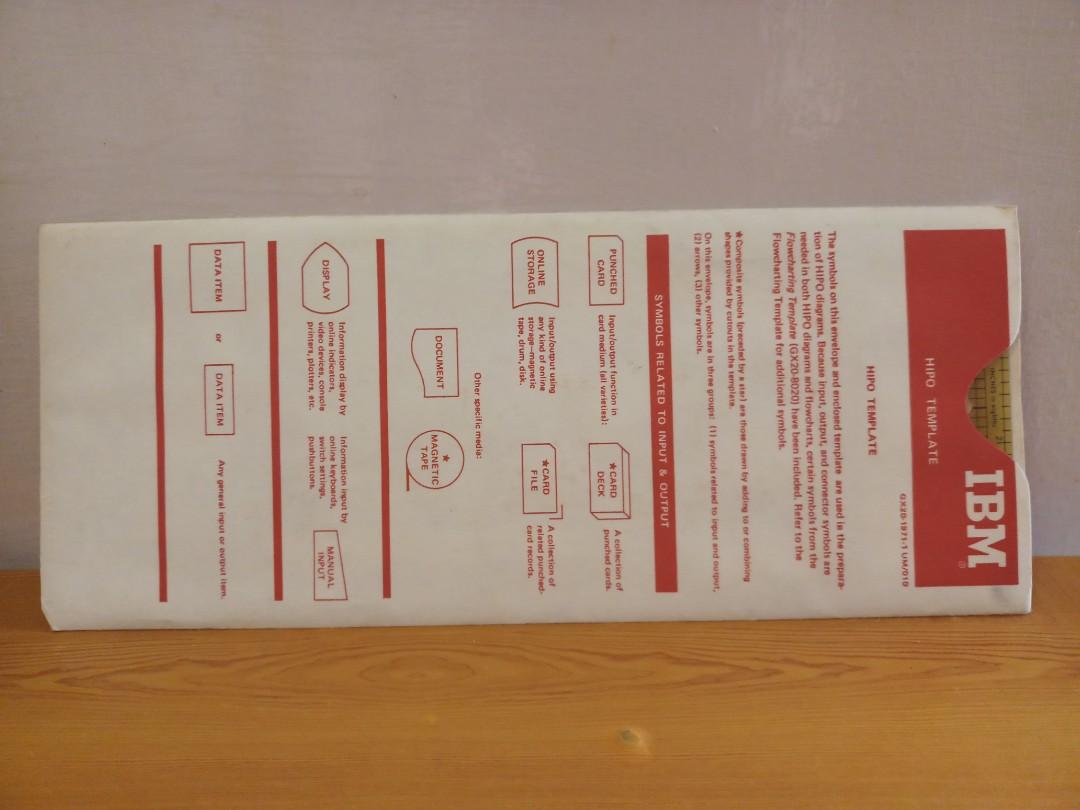 IBM®
HIPO TEMPLATE
INCHES in eighths
GX20-1971-1 UM/010
HIPO TEMPLATE
The symbols on this envelope and enclosed template are used in the prepara-
tion of HIPO diagrams. Because input, output, and connector symbols are
needed in both HIPO diagrams and flowcharts, certain symbols from the
Flowcharting Template (GX20-8020) have been included. Refer to the
Flowcharting Template for additional symbols.
★Composite symbols (preceded by a star) are those drawn by adding to or combining
shapes provided by cutouts in the template.
On this envelope, symbols are in three groups: (1) symbols related to input and output,
(2) arrows, (3) other symbols.
SYMBOLS RELATED TO INPUT & OUTPUT
PUNCHED
CARD
Input/output function in
card medium (all varieties):
★CARD
DECK
A collection of
punched cards.
ONLINE
STORAGE
Input/output using
any kind of online
storage—magnetic
tape, drum, disk.
★CARD
FILE
A collection of
related punched-
card records.
Other specific media:
DOCUMENT
★
MAGNETIC
TAPE
DISPLAY
Information display by
online indicators,
video devices, console
printers, plotters, etc.
Information input by
online keyboards,
switch settings,
pushbuttons.
MANUAL
INPUT
DATA ITEM
or
DATA ITEM
Any general input or output item.